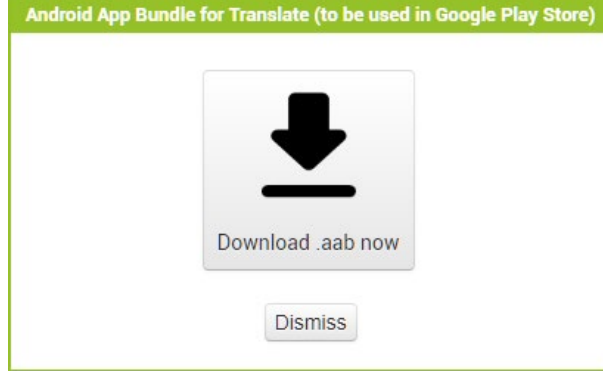 Android App Bundle for Translate (to be used in Google Play Store)
Download .aab now
Dismiss